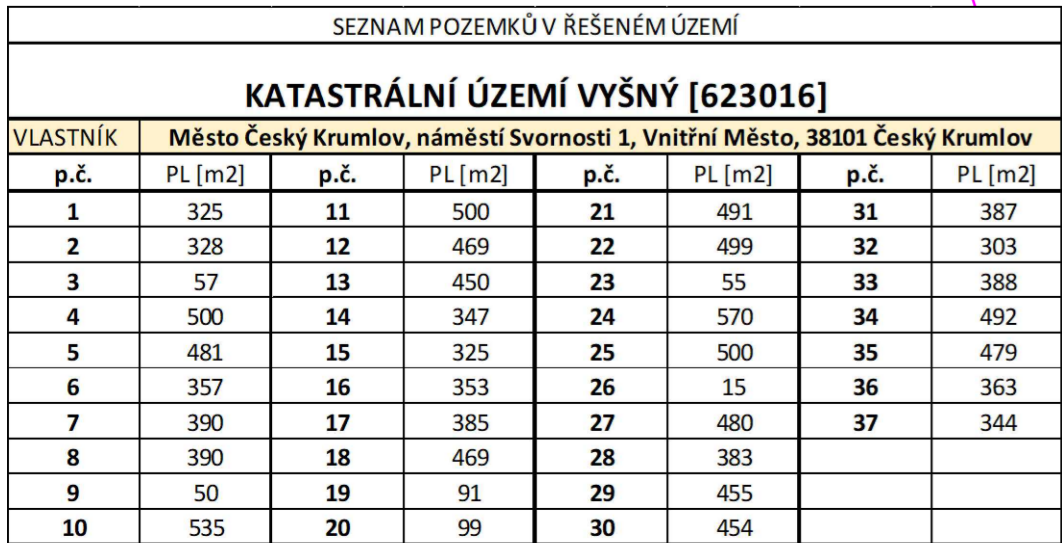 SEZNAM POZEMKŮ V ŘEŠENÉM ÚZEMÍ
KATASTRÁLNÍ ÚZEMÍ VYŠNÝ [623016]
VLASTNÍK Město Český Krumlov, náměstí Svornosti 1, Vnitřní Město, 38101 Český Krumlov
p.č. PL [m2] p.č. PL [m2] p.č. PL [m2] p.č. PL [m2]
1 325 11 500 21 491 31 387
2 328 12 469 22 499 32 303
3 57 13 450 23 55 33 388
4 500 14 347 24 570 34 492
5 481 15 325 25 500 35 479
6 357 16 353 26 15 36 363
7 390 17 385 27 480 37 344
8 390 18 469 28 383
9 50 19 91 29 455
10 535 20 99 30 454